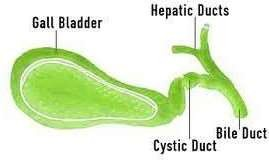 Hepatic Ducts
Gall Bladder
Bile Duct
Cystic Duct